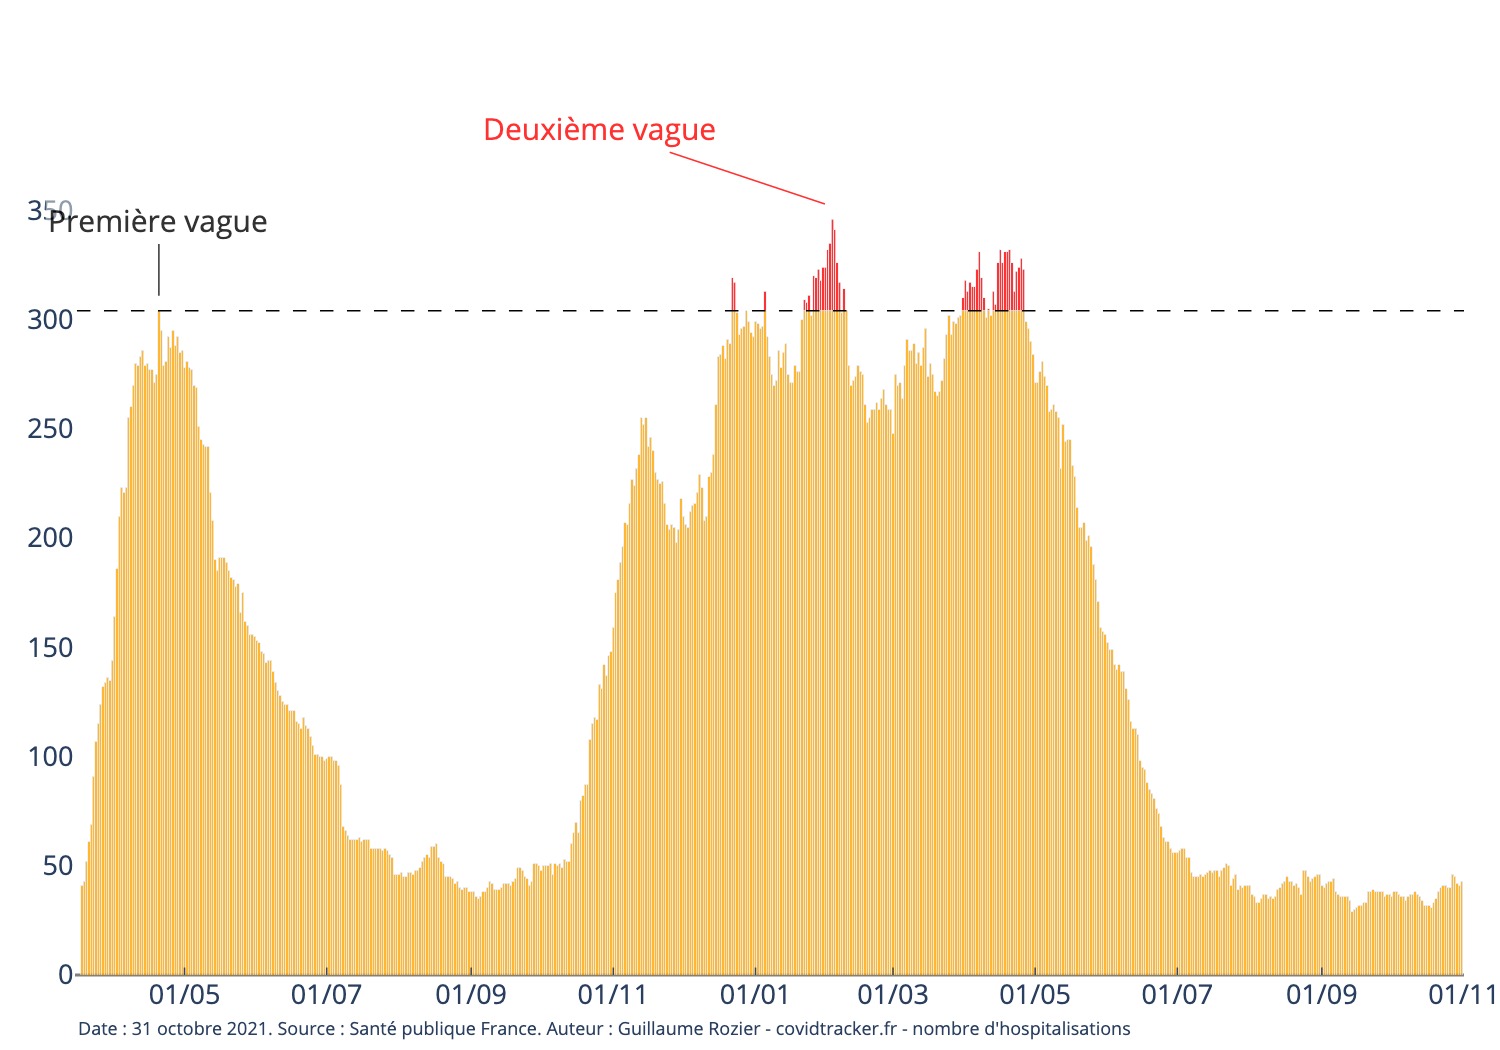 Deuxième vague
350
Première vague
300
250
200
150
100
50
0
01/05 01/07 01/09 01/11 01/01 01/03 01/05 01/07 01/09 01/11
Date : 31 octobre 2021. Source : Santé publique France. Auteur : Guillaume Rozier - covidtracker.fr - nombre d'hospitalisations